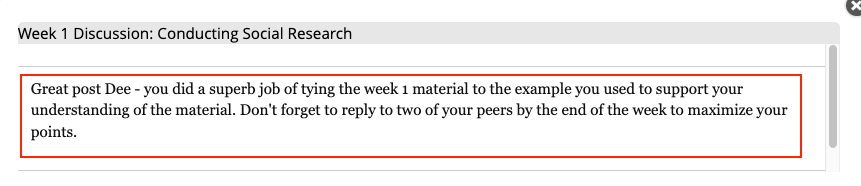 Week 1 Discussion: Conducting Social Research
Great post Dee - you did a superb job of tying the week 1 material to the example you used to support your
understanding of the material. Don't forget to reply to two of your peers by the end of the week to maximize your
points.